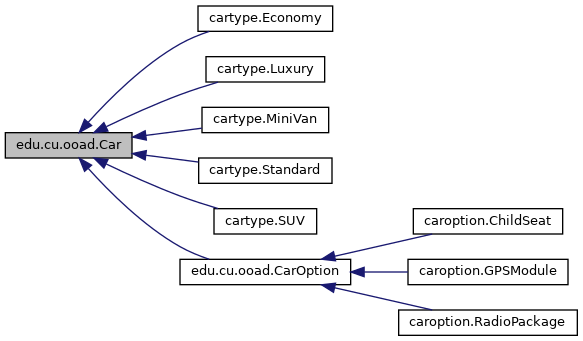 cartype.Economy
cartype.Luxury
cartype.MiniVan
edu.cu.ooad.Car
cartype.Standard
cartype.SUV
caroption.ChildSeat
edu.cu.ooad.CarOption
caroption.GPSModule
caroption.RadioPackage